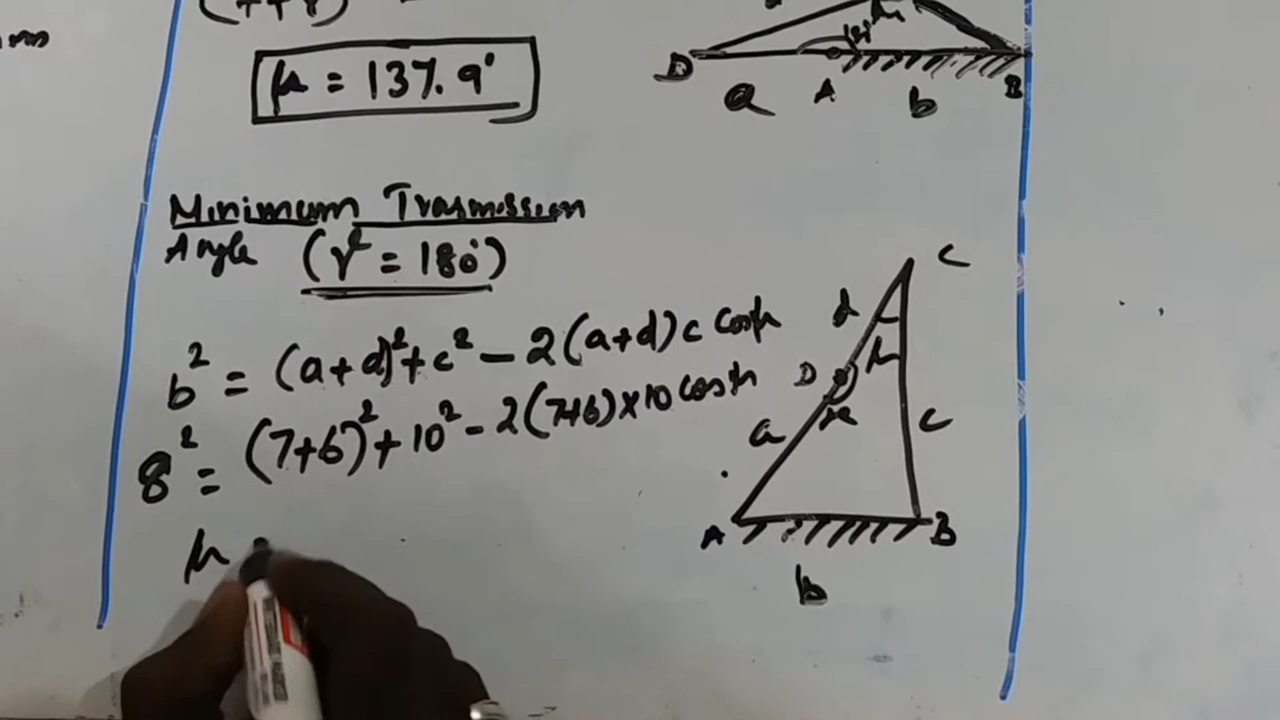 μ = 137.9°
D
a
A
b
B
Minimum Trasmission
Angle (γ = 180°)
b² = (a+d)²+c² - 2(a+d)c cosμ
8² = (7+6)²+10² - 2(7+6)×10 cosμ
μ
C
d
μ
D
a
c
A
B
b